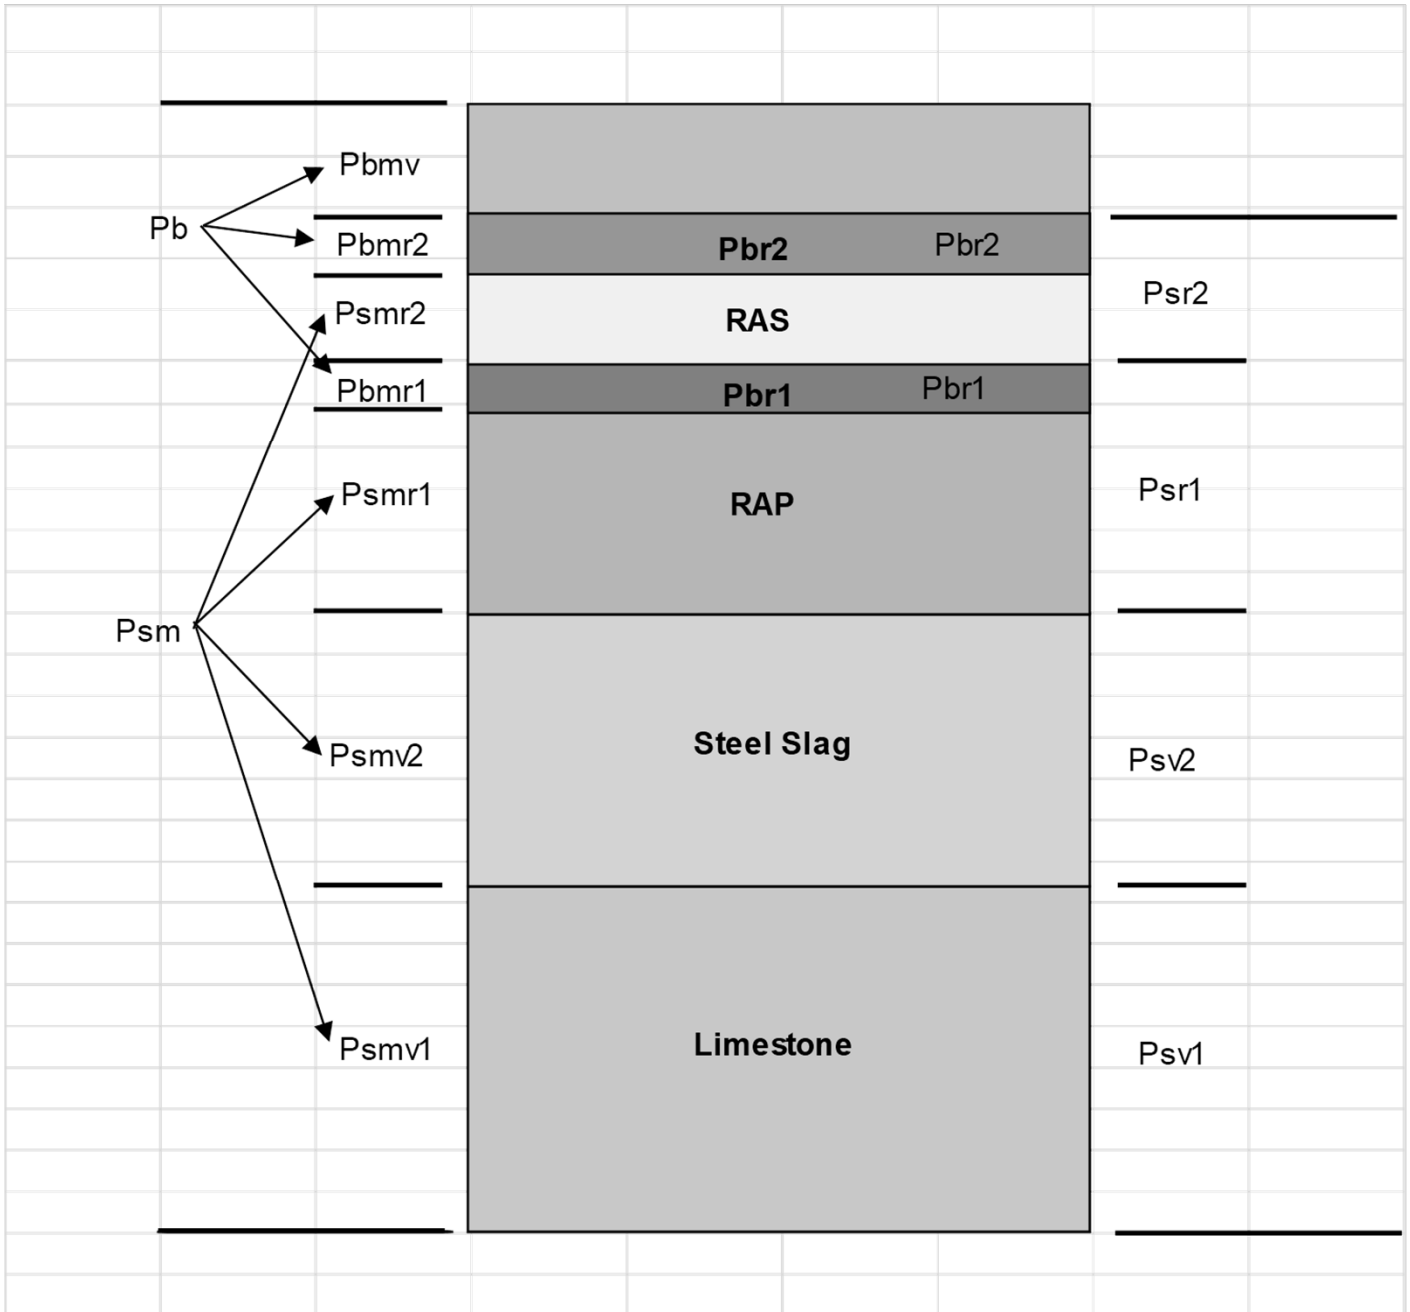 Pbmv
Pb
Pbmr2 Pbr2 Pbr2
Psmr2 RAS Psr2
Pbmr1 Pbr1 Pbr1
Psmr1 RAP Psr1
Psm
Psmv2 Steel Slag Psv2
Psmv1 Limestone Psv1